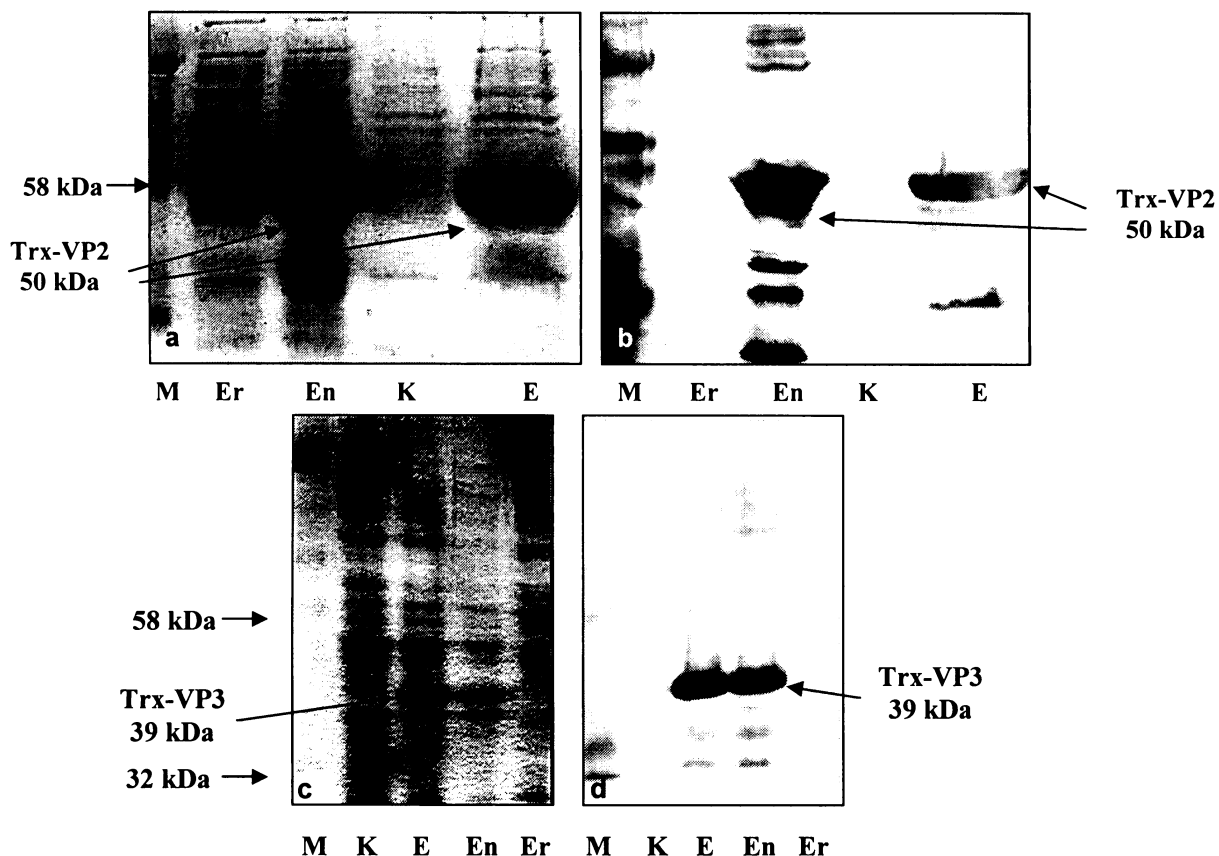 58 kDa
Trx-VP2
50 kDa
a
b
Trx-VP2
50 kDa
M Er En K E
M Er En K E
58 kDa
Trx-VP3
39 kDa
32 kDa
c
d
Trx-VP3
39 kDa
M K E En Er
M K E En Er